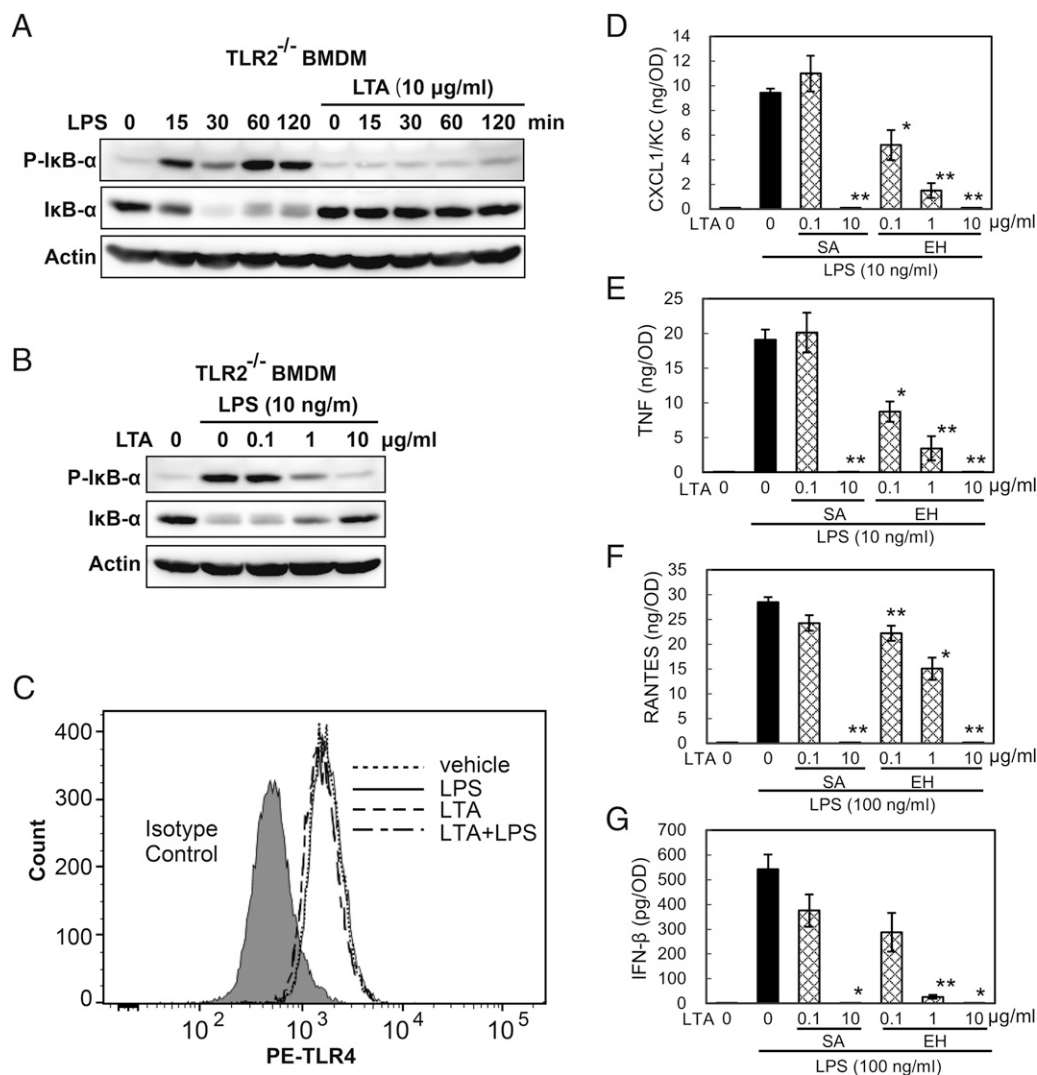 A
TLR2-/- BMDM
LTA (10 µg/ml)
LPS 0 15 30 60 120 0 15 30 60 120 min
P-IκB-α
IκB-α
Actin
B
TLR2-/- BMDM
LPS (10 ng/m)
LTA 0 0 0.1 1 10 µg/ml
P-IκB-α
IκB-α
Actin
C
400
300
200
100
0
Count
Isotype
Control
vehicle
LPS
LTA
LTA+LPS
10^2 10^3 10^4 10^5
PE-TLR4
D
CXCL1/KC (ng/OD)
14
12
10
8
6
4
2
0
** * ** **
LTA 0 0 0.1 10 0.1 1 10 µg/ml
SA EH
LPS (10 ng/ml)
E
TNF (ng/OD)
25
20
15
10
5
0
** * ** **
LTA 0 0 0.1 10 0.1 1 10 µg/ml
SA EH
LPS (10 ng/ml)
F
RANTES (ng/OD)
35
30
25
20
15
10
5
0
** ** * **
LTA 0 0 0.1 10 0.1 1 10 µg/ml
SA EH
LPS (100 ng/ml)
G
IFN-β (pg/OD)
700
600
500
400
300
200
100
0
* ** *
LTA 0 0 0.1 10 0.1 1 10 µg/ml
SA EH
LPS (100 ng/ml)